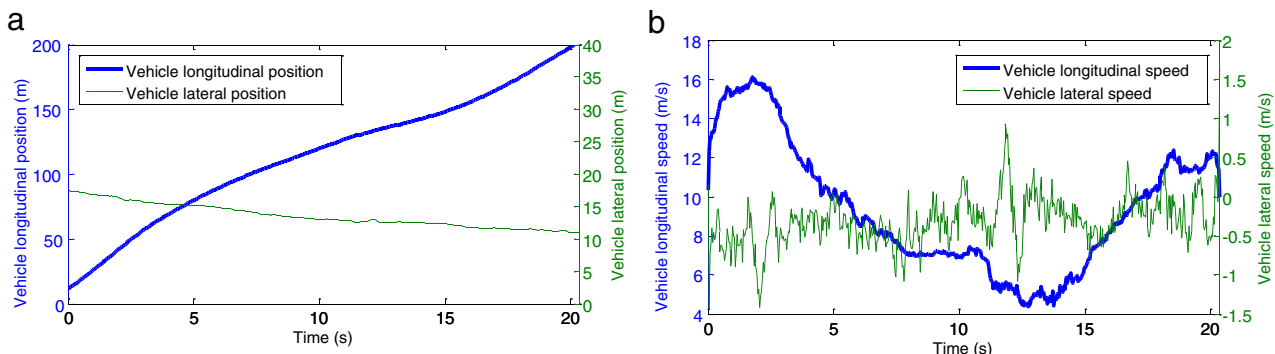 a
200
150
100
50
0
Vehicle longitudinal position (m)
Vehicle longitudinal position
Vehicle lateral position
40
35
30
25
20
15
10
5
0
Vehicle lateral position (m)
0 5 10 15 20
Time (s)
b
18
16
14
12
10
8
6
4
Vehicle longitudinal speed (m/s)
Vehicle longitudinal speed
Vehicle lateral speed
2
1.5
1
0.5
0
-0.5
-1
-1.5
Vehicle lateral speed (m/s)
0 5 10 15 20
Time (s)